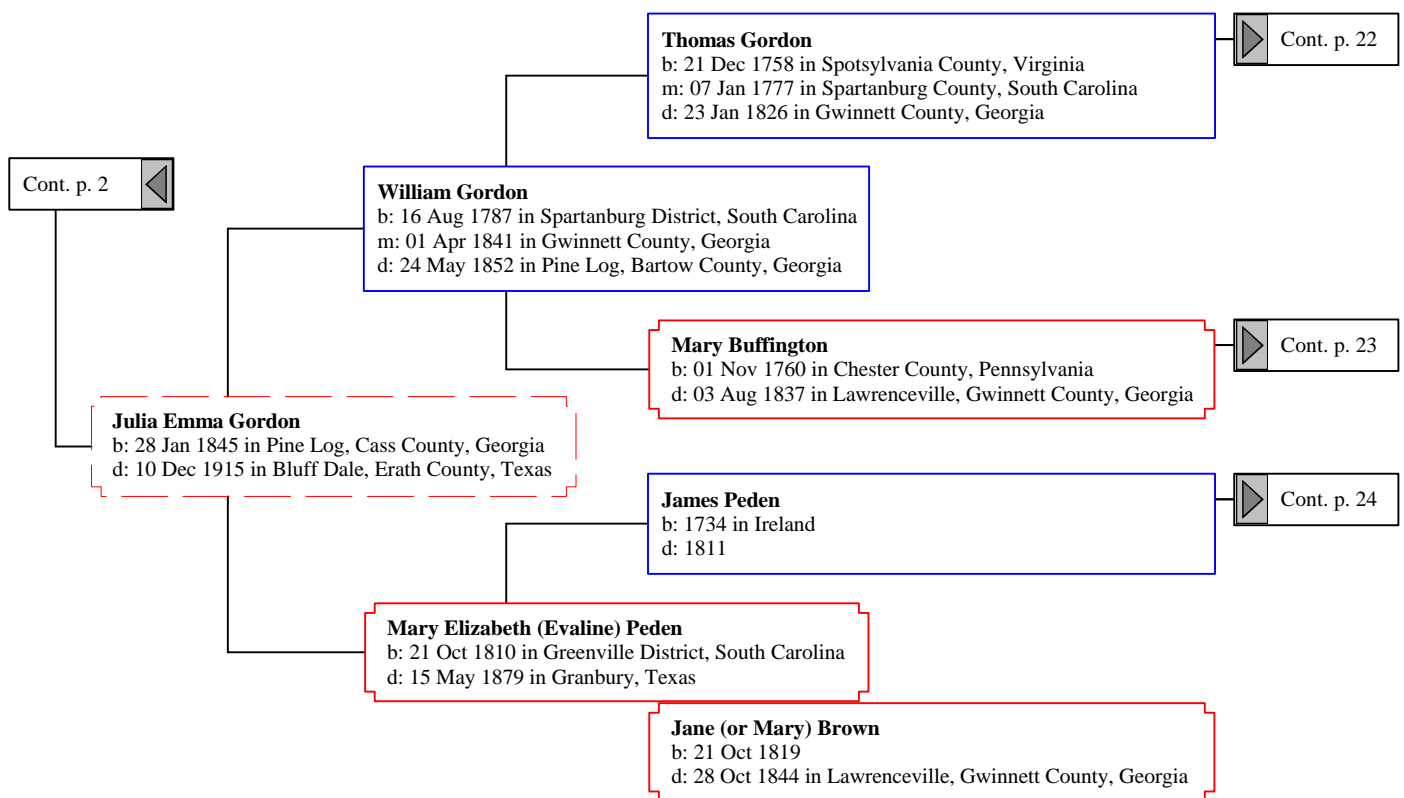 Thomas Gordon
b: 21 Dec 1758 in Spotsylvania County, Virginia
m: 07 Jan 1777 in Spartanburg County, South Carolina
d: 23 Jan 1826 in Gwinnett County, Georgia
Cont. p. 22
Cont. p. 2
William Gordon
b: 16 Aug 1787 in Spartanburg District, South Carolina
m: 01 Apr 1841 in Gwinnett County, Georgia
d: 24 May 1852 in Pine Log, Bartow County, Georgia
Mary Buffington
b: 01 Nov 1760 in Chester County, Pennsylvania
d: 03 Aug 1837 in Lawrenceville, Gwinnett County, Georgia
Cont. p. 23
Julia Emma Gordon
b: 28 Jan 1845 in Pine Log, Cass County, Georgia
d: 10 Dec 1915 in Bluff Dale, Erath County, Texas
James Peden
b: 1734 in Ireland
d: 1811
Cont. p. 24
Mary Elizabeth (Evaline) Peden
b: 21 Oct 1810 in Greenville District, South Carolina
d: 15 May 1879 in Granbury, Texas
Jane (or Mary) Brown
b: 21 Oct 1819
d: 28 Oct 1844 in Lawrenceville, Gwinnett County, Georgia